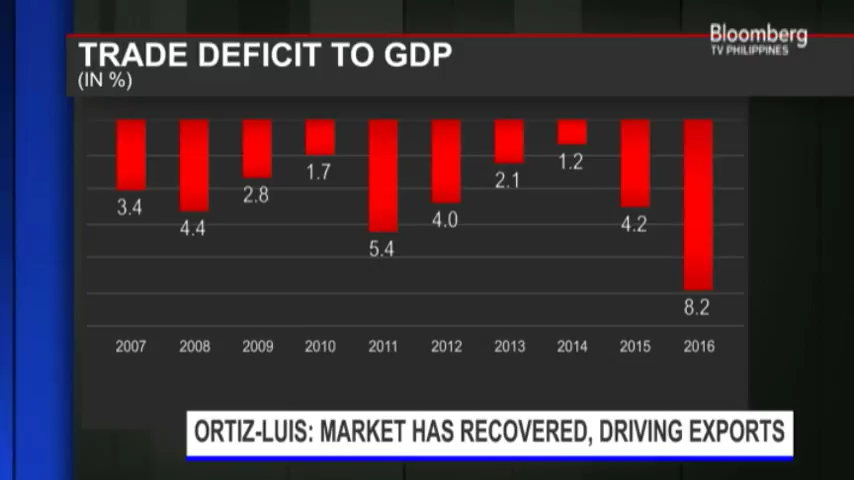 Bloomberg
TV PHILIPPINES
TRADE DEFICIT TO GDP
(IN %)
3.4
4.4
2.8
1.7
5.4
4.0
2.1
1.2
4.2
8.2
2007 2008 2009 2010 2011 2012 2013 2014 2015 2016
ORTIZ-LUIS: MARKET HAS RECOVERED, DRIVING EXPORTS